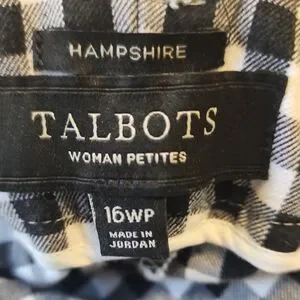 HAMPSHIRE
TALBOTS
WOMAN PETITES
16WP
MADE IN
JORDAN